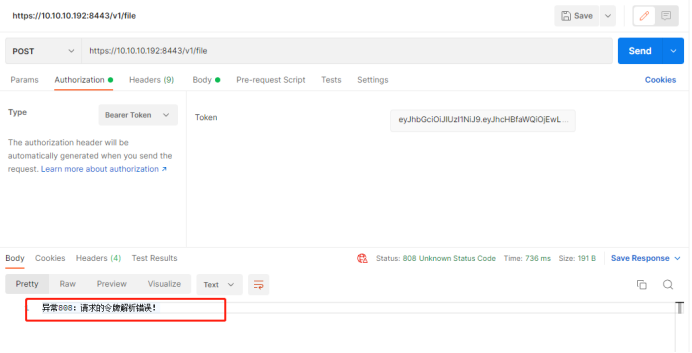 https://10.10.10.192:8443/v1/file
Save
POST
https://10.10.10.192:8443/v1/file
Send
Params
Authorization
Headers (9)
Body
Pre-request Script
Tests
Settings
Cookies
Type
Bearer Token
The authorization header will be
automatically generated when you send the
request. Learn more about authorization ↗
Token
eyJhbGciOiJIUzI1NiJ9.eyJhcHBfaWQiOjEwL...
Body
Cookies
Headers (4)
Test Results
Status: 808 Unknown Status Code
Time: 736 ms
Size: 191 B
Save Response
Pretty
Raw
Preview
Visualize
Text
异常808：请求的令牌解析错误！